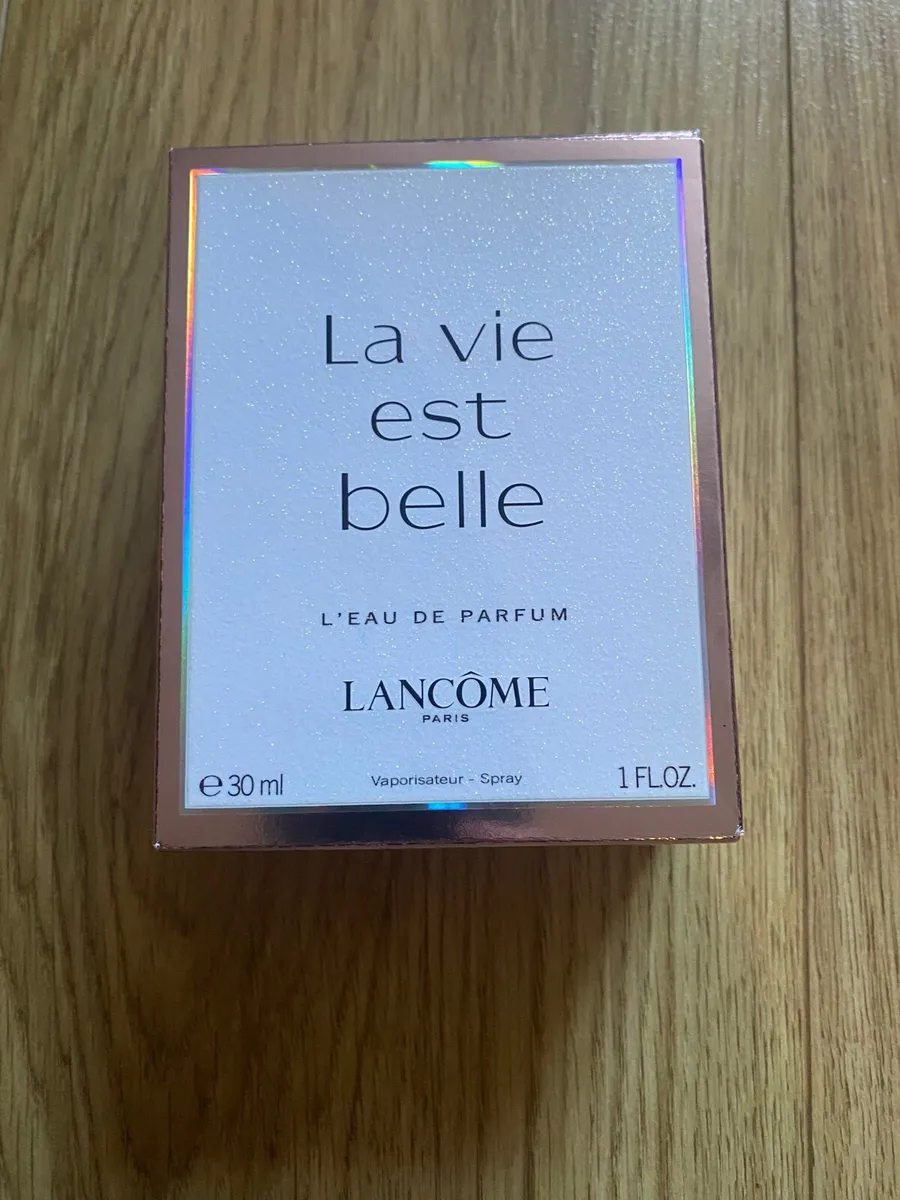 La vie
est
belle
L'EAU DE PARFUM
LANCÔME
PARIS
℮ 30 ml
Vaporisateur - Spray
1 FL.OZ.